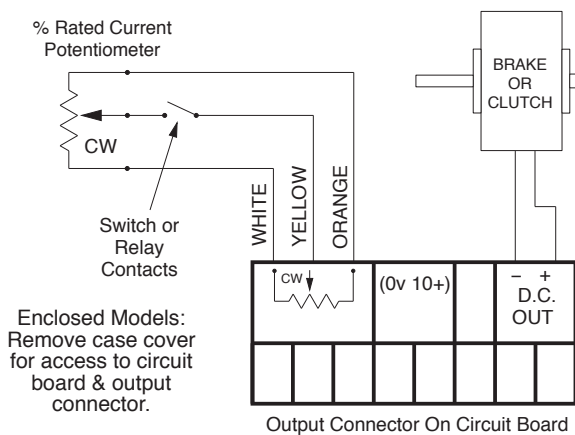 % Rated Current
Potentiometer
CW
Switch or
Relay
Contacts
BRAKE
OR
CLUTCH
WHITE
YELLOW
ORANGE
CW
(0v 10+)
– +
D.C.
OUT
Enclosed Models:
Remove case cover
for access to circuit
board & output
connector.
Output Connector On Circuit Board